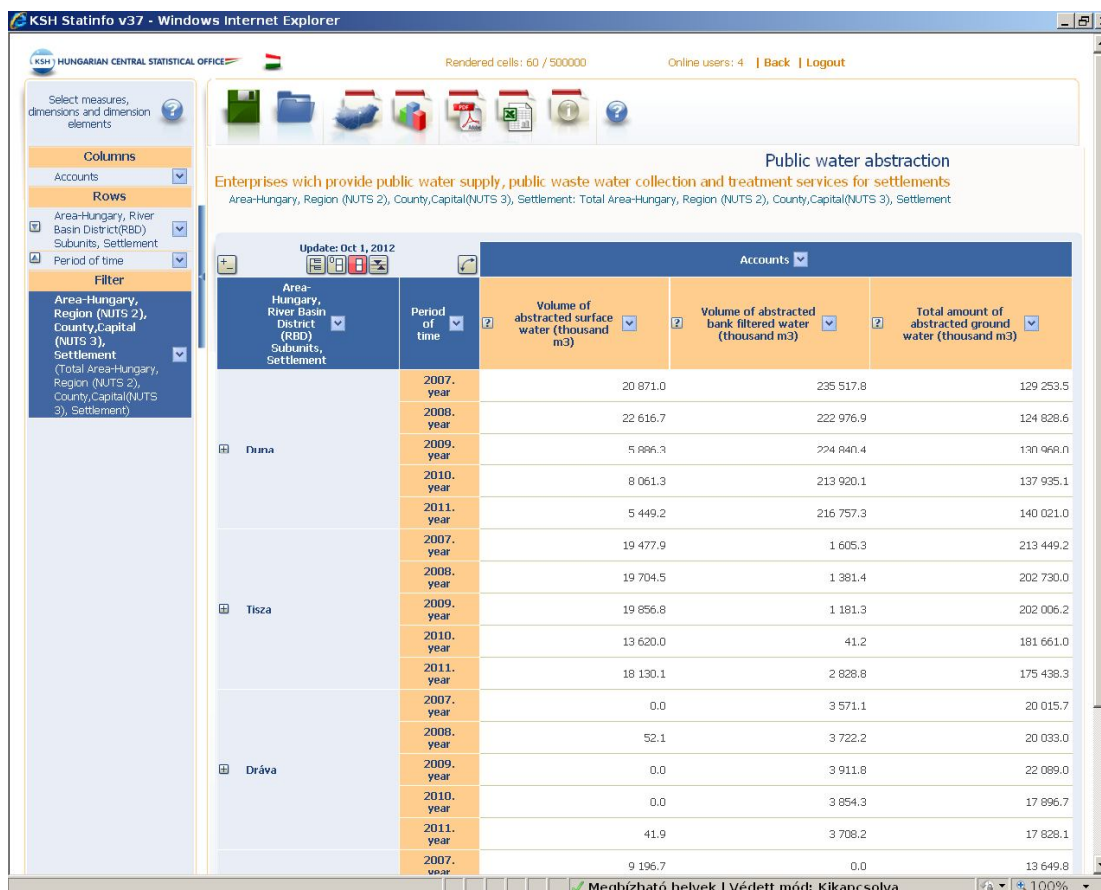 KSH Statinfo v37 - Windows Internet Explorer
KSH HUNGARIAN CENTRAL STATISTICAL OFFICE
Rendered cells: 60 / 500000
Online users: 4 | Back | Logout
Select measures,
dimensions and dimension
elements
Columns
Accounts
Rows
Area-Hungary, River
Basin District(RBD)
Subunits, Settlement
Period of time
Filter
Area-Hungary,
Region (NUTS 2),
County,Capital
(NUTS 3),
Settlement
(Total Area-Hungary,
Region (NUTS 2),
County,Capital(NUTS
3), Settlement)
Public water abstraction
Enterprises wich provide public water supply, public waste water collection and treatment services for settlements
Area-Hungary, Region (NUTS 2), County,Capital(NUTS 3), Settlement: Total Area-Hungary, Region (NUTS 2), County,Capital(NUTS 3), Settlement
Update: Oct 1, 2012
Accounts
Area-
Hungary,
River Basin
District
(RBD)
Subunits,
Settlement
Period
of
time
Volume of
abstracted surface
water (thousand
m3)
Volume of abstracted
bank filtered water
(thousand m3)
Total amount of
abstracted ground
water (thousand m3)
Duna
2007. year 20 871.0 235 517.8 129 253.5
2008. year 22 616.7 222 976.9 124 828.6
2009. year 5 886.3 224 840.4 130 968.0
2010. year 8 061.3 213 920.1 137 935.1
2011. year 5 449.2 216 757.3 140 021.0
Tisza
2007. year 19 477.9 1 605.3 213 449.2
2008. year 19 704.5 1 381.4 202 730.0
2009. year 19 856.8 1 181.3 202 006.2
2010. year 13 620.0 41.2 181 661.0
2011. year 18 130.1 2 828.8 175 438.3
Dráva
2007. year 0.0 3 571.1 20 015.7
2008. year 52.1 3 722.2 20 033.0
2009. year 0.0 3 911.8 22 089.0
2010. year 0.0 3 854.3 17 896.7
2011. year 41.9 3 708.2 17 828.1
2007. year 9 196.7 0.0 13 649.8
Megbízható helyek | Védett mód: Kikapcsolva
100%